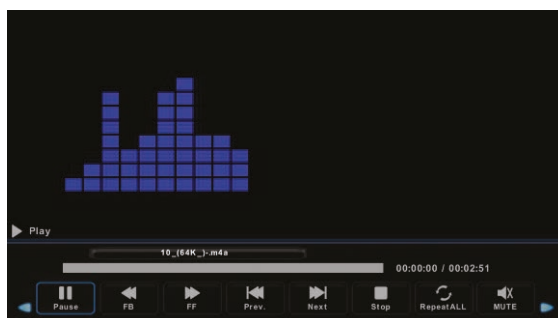 Play
10_(64K_)-.m4a
00:00:00 / 00:02:51
Pause FB FF Prev. Next Stop RepeatALL MUTE